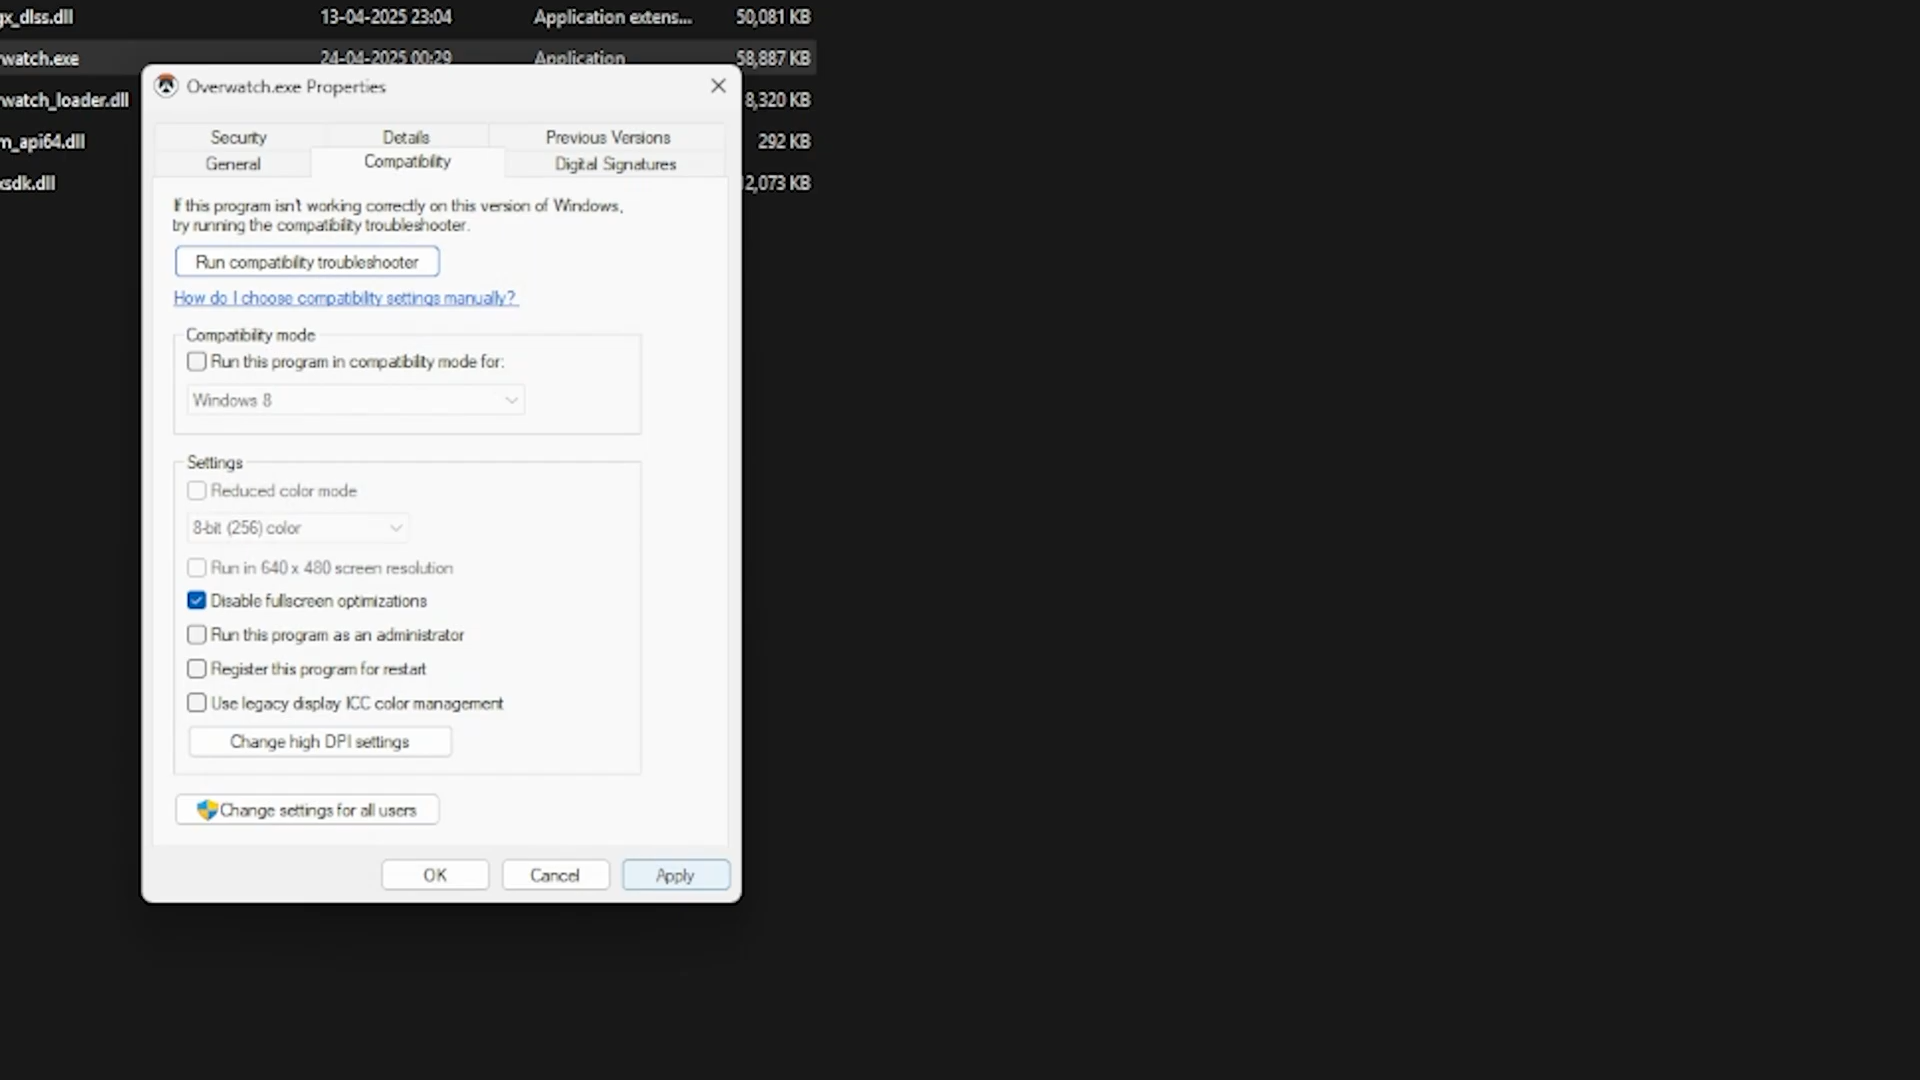 gx_dlss.dll 13-04-2025 23:04 Application extens... 50,081 KB
watch.exe 24-04-2025 00:29 Application 58,887 KB
Overwatch.exe Properties
watch_loader.dll 8,320 KB
m_api64.dll 292 KB
sdk.dll 2,073 KB
Security Details Previous Versions
General Compatibility Digital Signatures
If this program isn't working correctly on this version of Windows,
try running the compatibility troubleshooter.
Run compatibility troubleshooter
How do I choose compatibility settings manually?
Compatibility mode
Run this program in compatibility mode for:
Windows 8
Settings
Reduced color mode
8-bit (256) color
Run in 640 x 480 screen resolution
Disable fullscreen optimizations
Run this program as an administrator
Register this program for restart
Use legacy display ICC color management
Change high DPI settings
Change settings for all users
OK Cancel Apply